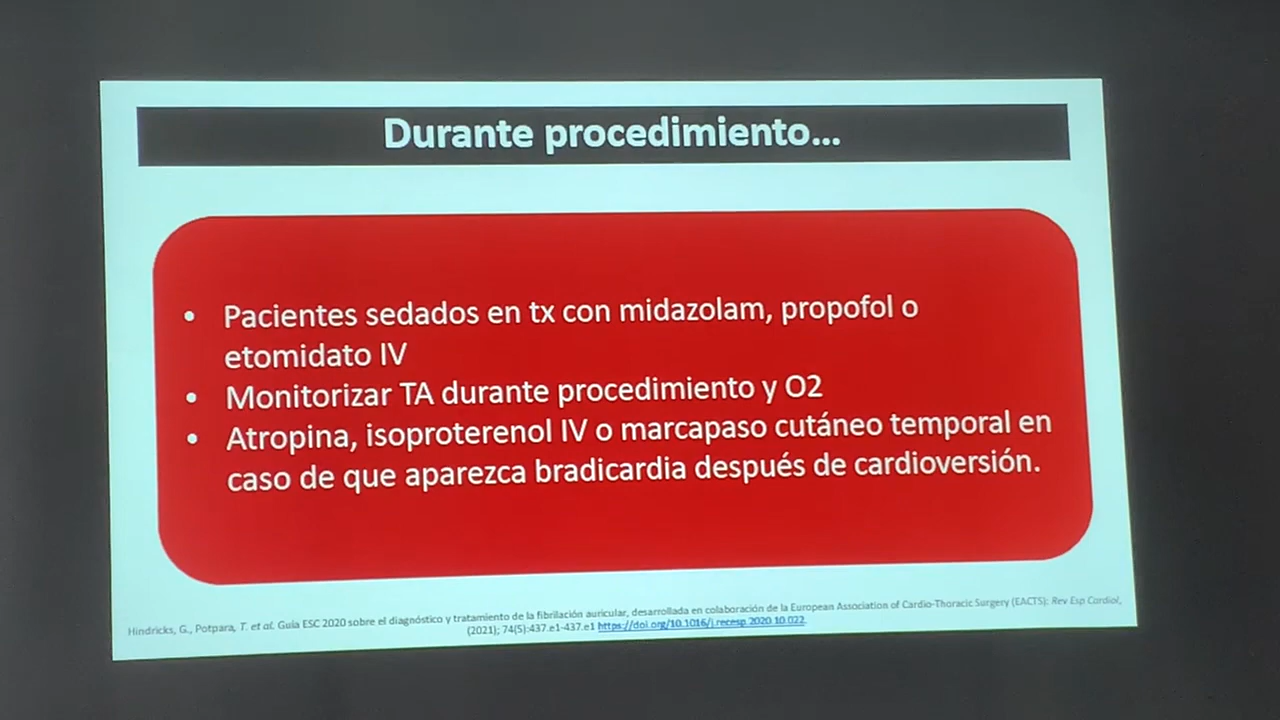 Durante procedimiento...
• Pacientes sedados en tx con midazolam, propofol o
etomidato IV
• Monitorizar TA durante procedimiento y O2
• Atropina, isoproterenol IV o marcapaso cutáneo temporal en
caso de que aparezca bradicardia después de cardioversión.
Hindricks, G., Potpara, T. et al. Guía ESC 2020 sobre el diagnóstico y tratamiento de la fibrilación auricular, desarrollada en colaboración de la European Association of Cardio-Thoracic Surgery (EACTS): Rev Esp Cardiol,
(2021); 74(5):437.e1-437.e1 https://doi.org/10.1016/j.recesp.2020.10.022.